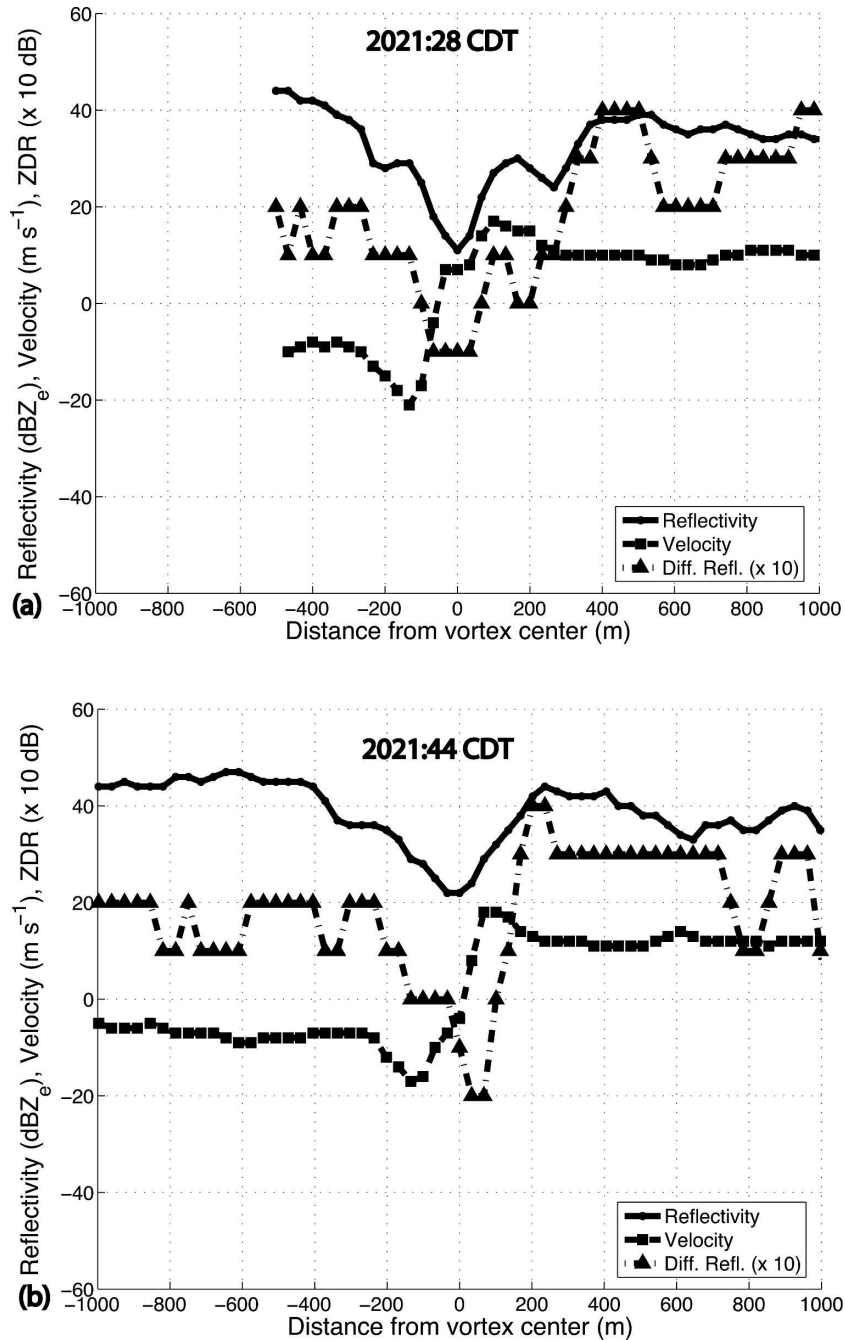 2021:28 CDT
Reflectivity (dBZe), Velocity (m s−1), ZDR (x 10 dB)
60
40
20
0
−20
−40
−60
Reflectivity
Velocity
Diff. Refl. (x 10)
−1000 −800 −600 −400 −200 0 200 400 600 800 1000
(a)
Distance from vortex center (m)
2021:44 CDT
Reflectivity (dBZe), Velocity (m s−1), ZDR (x 10 dB)
60
40
20
0
−20
−40
−60
Reflectivity
Velocity
Diff. Refl. (x 10)
−1000 −800 −600 −400 −200 0 200 400 600 800 1000
(b)
Distance from vortex center (m)